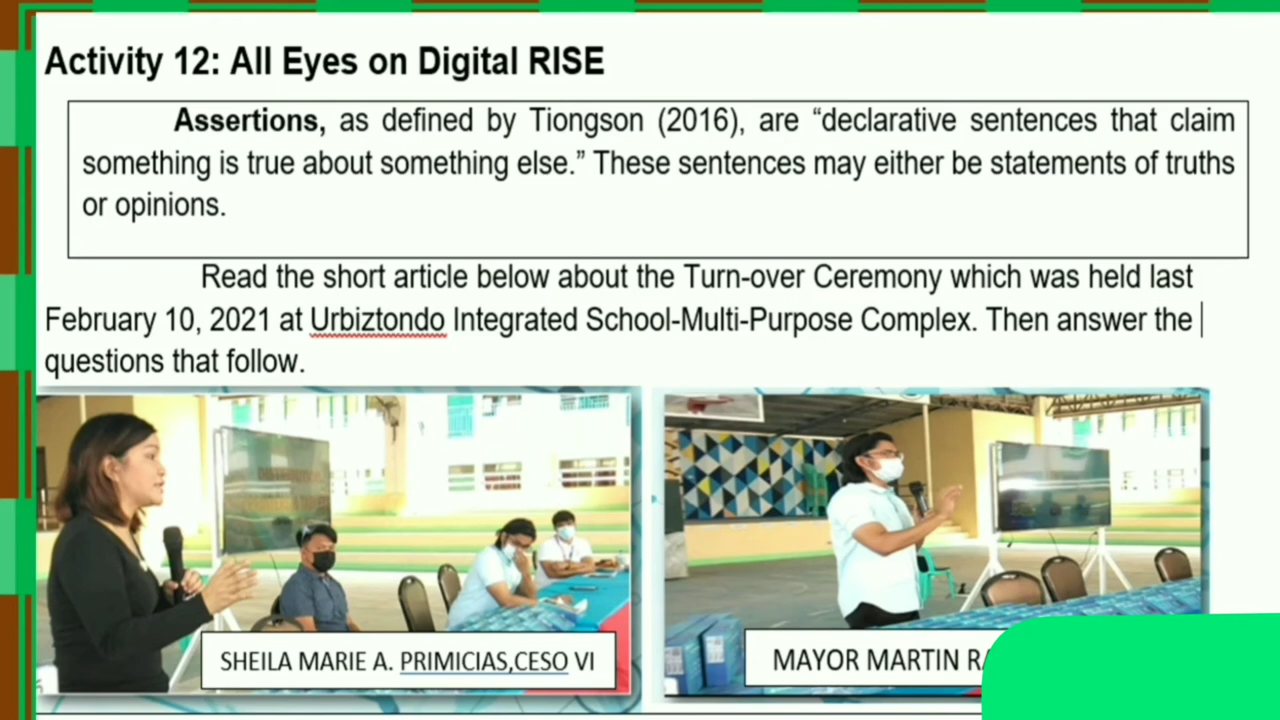 Activity 12: All Eyes on Digital RISE
Assertions, as defined by Tiongson (2016), are “declarative sentences that claim
something is true about something else.” These sentences may either be statements of truths
or opinions.
Read the short article below about the Turn-over Ceremony which was held last
February 10, 2021 at Urbiztondo Integrated School-Multi-Purpose Complex. Then answer the
questions that follow.
SHEILA MARIE A. PRIMICIAS,CESO VI
MAYOR MARTIN